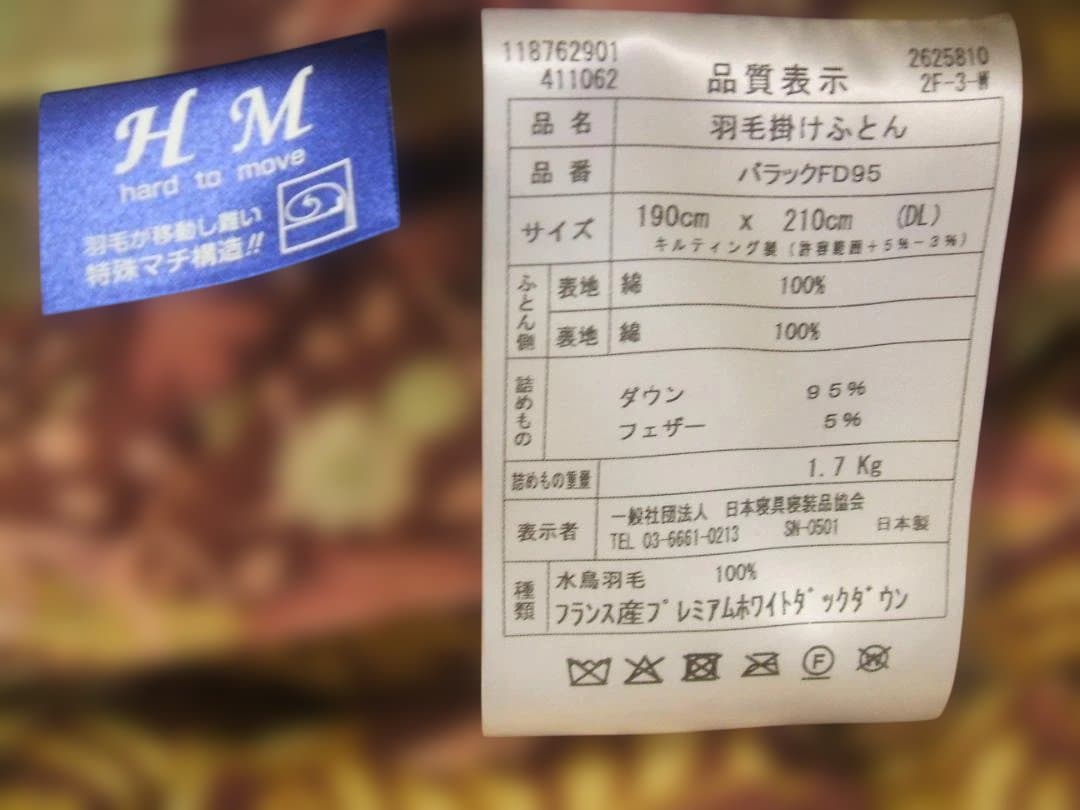 H M
hard to move
羽毛が移動し難い
特殊マチ構造!!
118762901
411062
品質表示
2625810
2F-3-W
品名 羽毛掛けふとん
品番 バラックFD95
サイズ 190cm x 210cm (DL)
キルティング製(許容範囲+5%-3%)
ふとん側 表地 綿 100%
裏地 綿 100%
詰めもの ダウン 95%
フェザー 5%
詰めもの重量 1.7 Kg
表示者 一般社団法人 日本寝具寝装品協会
TEL 03-6661-0213 SN-0501 日本製
種類 水鳥羽毛 100%
フランス産プレミアムホワイトダックダウン
F
W